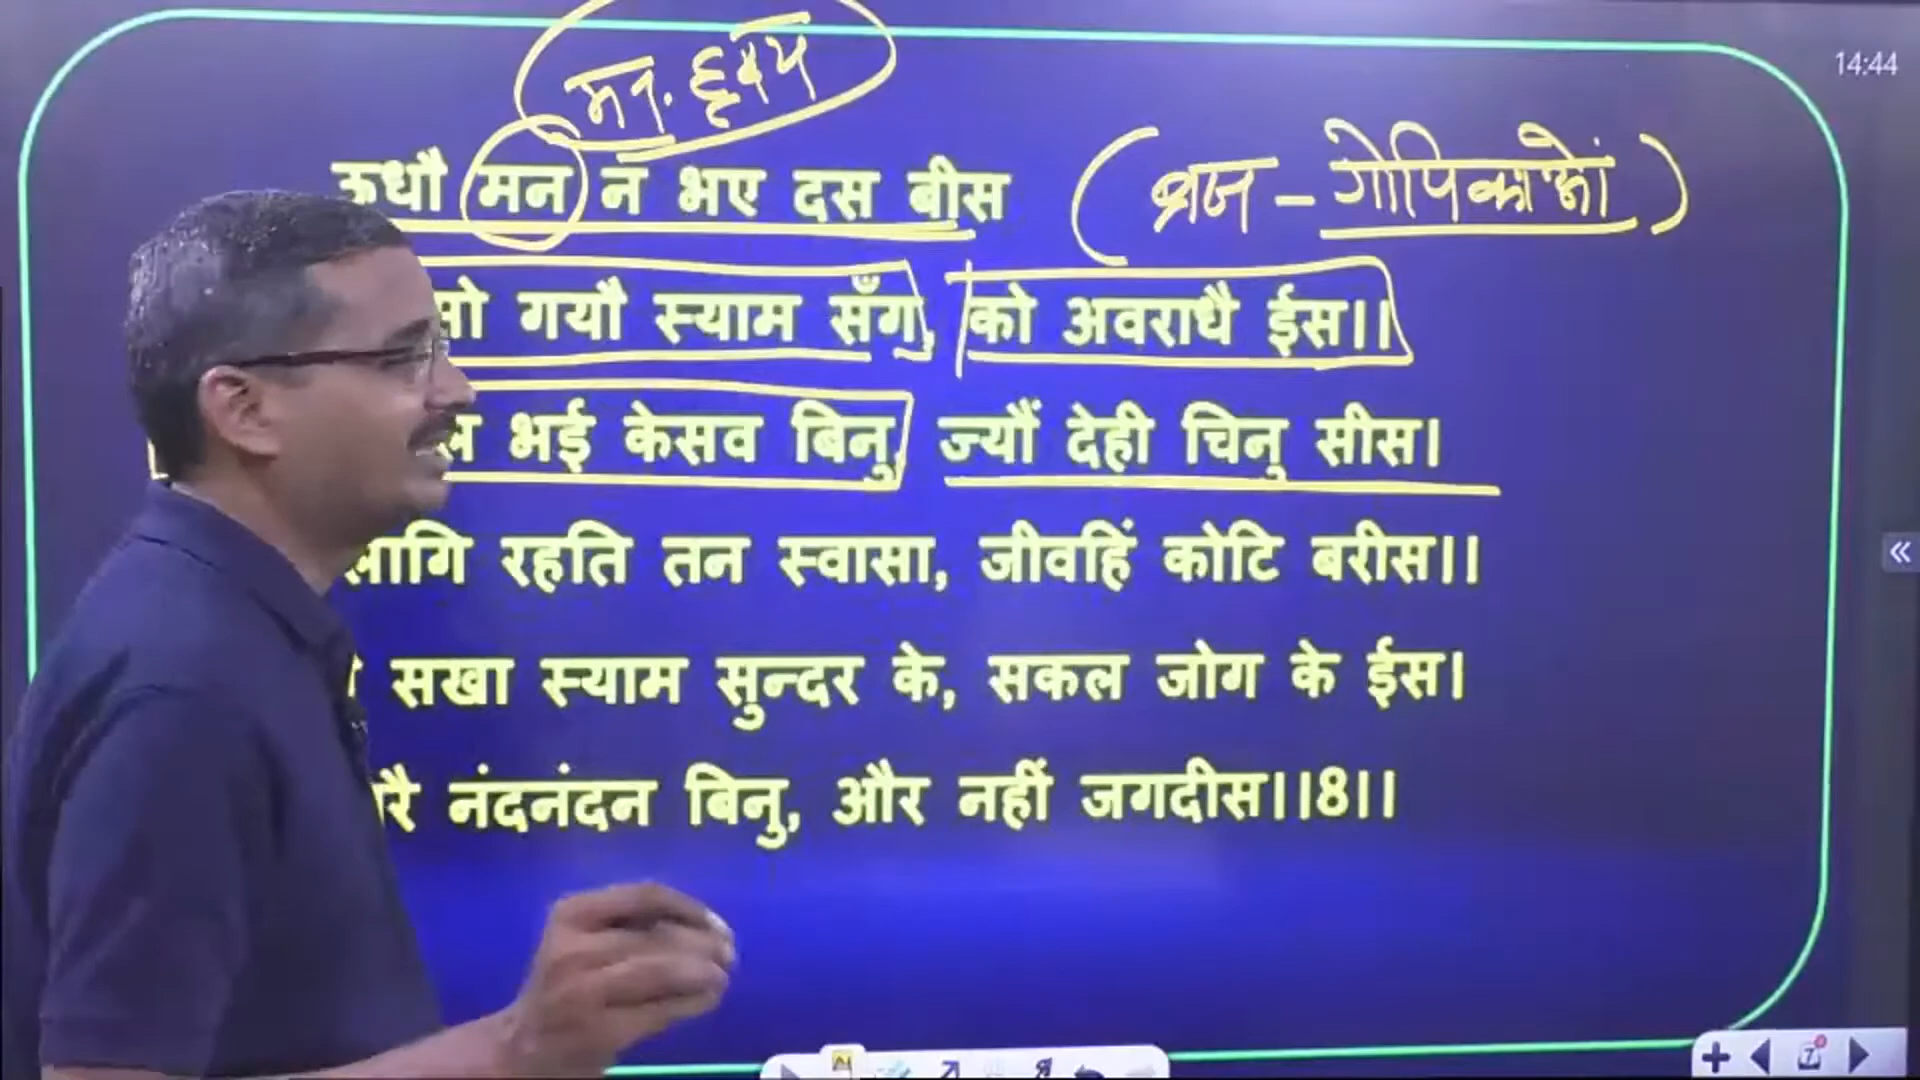 मन. हृदय
14:44
ऊधौ मन न भए दस बीस (ब्रज - गोपिकाओं)
सो गयौ स्याम सँग, को अवराधै ईस।।
भई केसव बिनु, ज्यौं देही चिनु सीस।
लागि रहति तन स्वासा, जीवहिं कोटि बरीस।।
सखा स्याम सुन्दर के, सकल जोग के ईस।
रै नंदनंदन बिनु, और नहीं जगदीस।।8।।